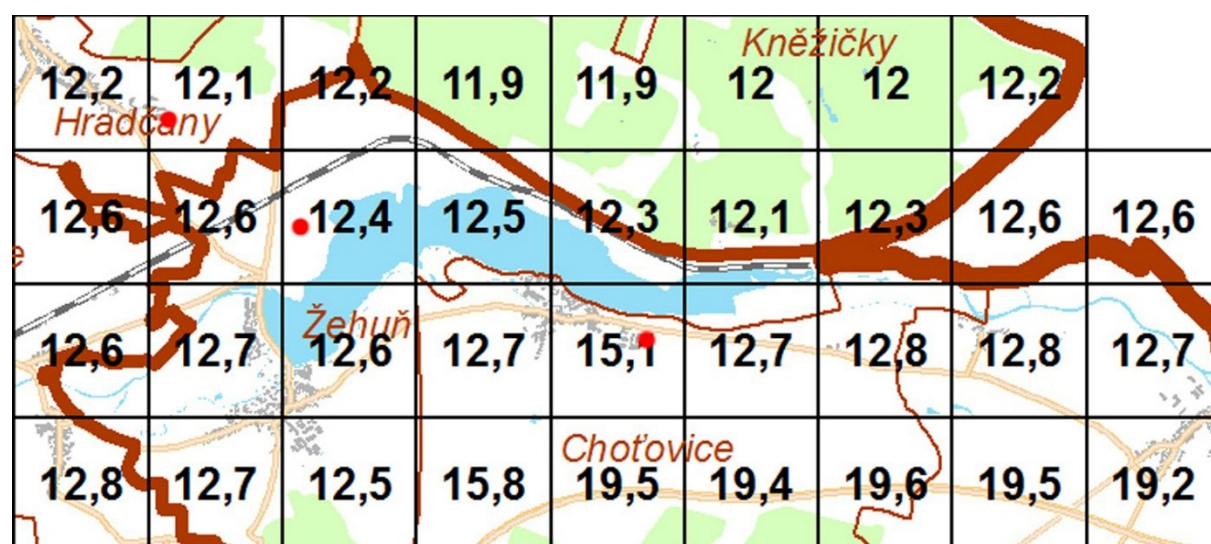 Kněžičky
12,2 12,1 12,2 11,9 11,9 12 12 12,2
Hradčany
12,6 12,6 12,4 12,5 12,3 12,1 12,3 12,6 12,6
e
Žehuň
12,6 12,7 12,6 12,7 15,1 12,7 12,8 12,8 12,7
Choťovice
12,8 12,7 12,5 15,8 19,5 19,4 19,6 19,5 19,2